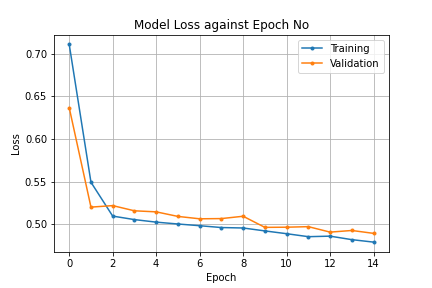 Model Loss against Epoch No
Training
Validation
Loss
0.70
0.65
0.60
0.55
0.50
0 2 4 6 8 10 12 14
Epoch